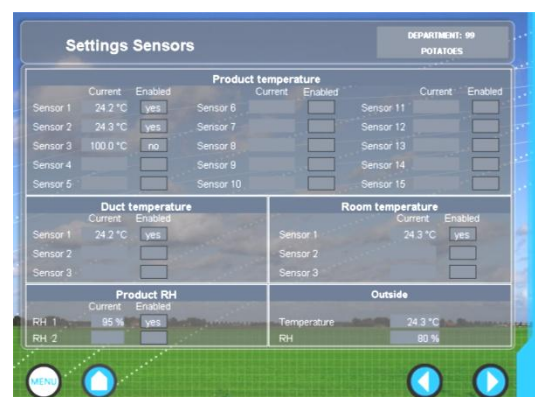 Settings Sensors
DEPARTMENT: 99
POTATOES
Product temperature
Current Enabled Current Enabled Current Enabled
Sensor 1 24.2 °C yes Sensor 6 Sensor 11
Sensor 2 24.3 °C yes Sensor 7 Sensor 12
Sensor 3 100.0 °C no Sensor 8 Sensor 13
Sensor 4 Sensor 9 Sensor 14
Sensor 5 Sensor 10 Sensor 15
Duct temperature Room temperature
Current Enabled Current Enabled
Sensor 1 24.2 °C yes Sensor 1 24.3 °C yes
Sensor 2 Sensor 2
Sensor 3 Sensor 3
Product RH Outside
Current Enabled
RH 1 95 % yes Temperature 24.3 °C
RH 2 RH 80 %
MENU